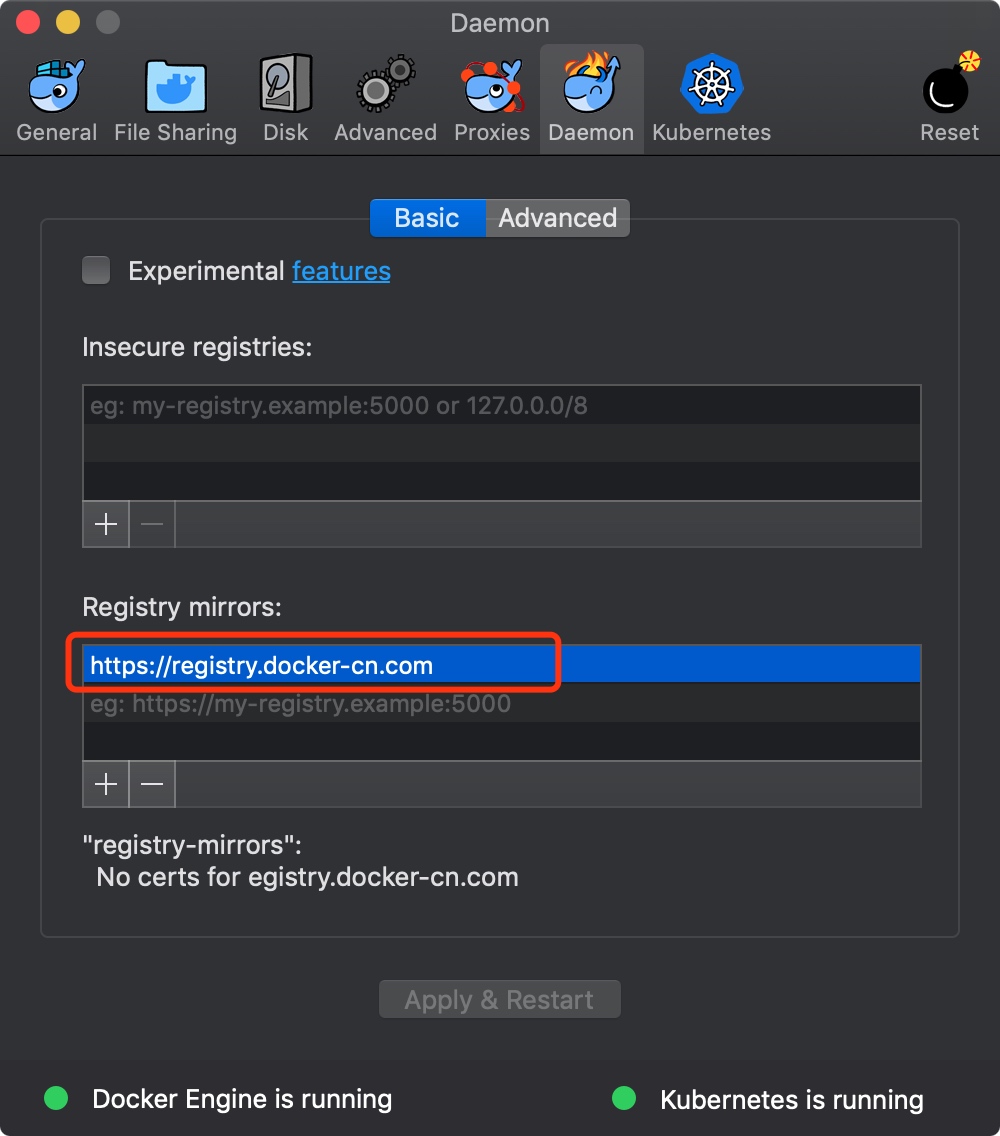 Daemon
General
File Sharing
Disk
Advanced
Proxies
Daemon
Kubernetes
Reset
Basic
Advanced
Experimental features
Insecure registries:
eg: my-registry.example:5000 or 127.0.0.0/8
Registry mirrors:
https://registry.docker-cn.com
eg: https://my-registry.example:5000
"registry-mirrors":
No certs for egistry.docker-cn.com
Apply & Restart
Docker Engine is running
Kubernetes is running